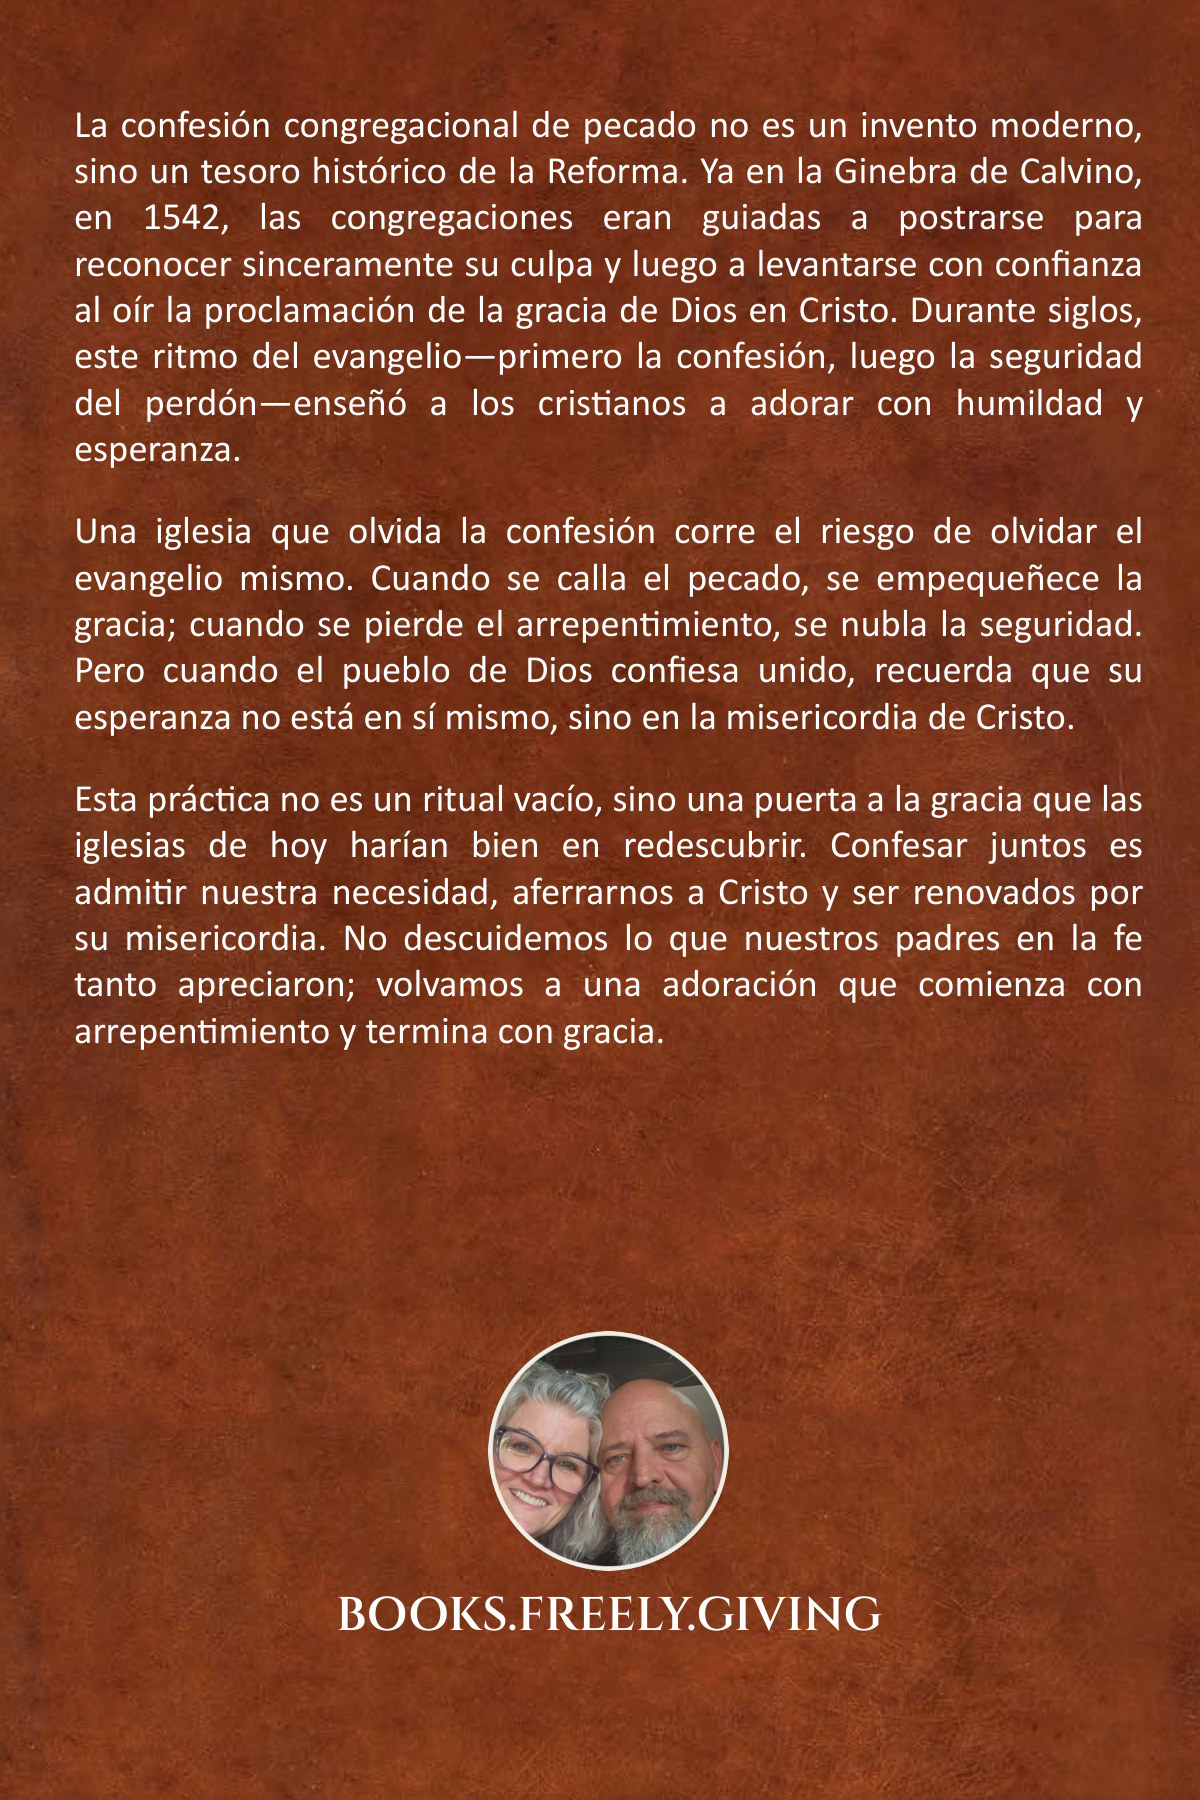 La confesión congregacional de pecado no es un invento moderno,
sino un tesoro histórico de la Reforma. Ya en la Ginebra de Calvino,
en 1542, las congregaciones eran guiadas a postrarse para
reconocer sinceramente su culpa y luego a levantarse con confianza
al oír la proclamación de la gracia de Dios en Cristo. Durante siglos,
este ritmo del evangelio—primero la confesión, luego la seguridad
del perdón—enseñó a los cristianos a adorar con humildad y
esperanza.
Una iglesia que olvida la confesión corre el riesgo de olvidar el
evangelio mismo. Cuando se calla el pecado, se empequeñece la
gracia; cuando se pierde el arrepentimiento, se nubla la seguridad.
Pero cuando el pueblo de Dios confiesa unido, recuerda que su
esperanza no está en sí mismo, sino en la misericordia de Cristo.
Esta práctica no es un ritual vacío, sino una puerta a la gracia que las
iglesias de hoy harían bien en redescubrir. Confesar juntos es
admitir nuestra necesidad, aferrarnos a Cristo y ser renovados por
su misericordia. No descuidemos lo que nuestros padres en la fe
tanto apreciaron; volvamos a una adoración que comienza con
arrepentimiento y termina con gracia.
BOOKS.FREELY.GIVING